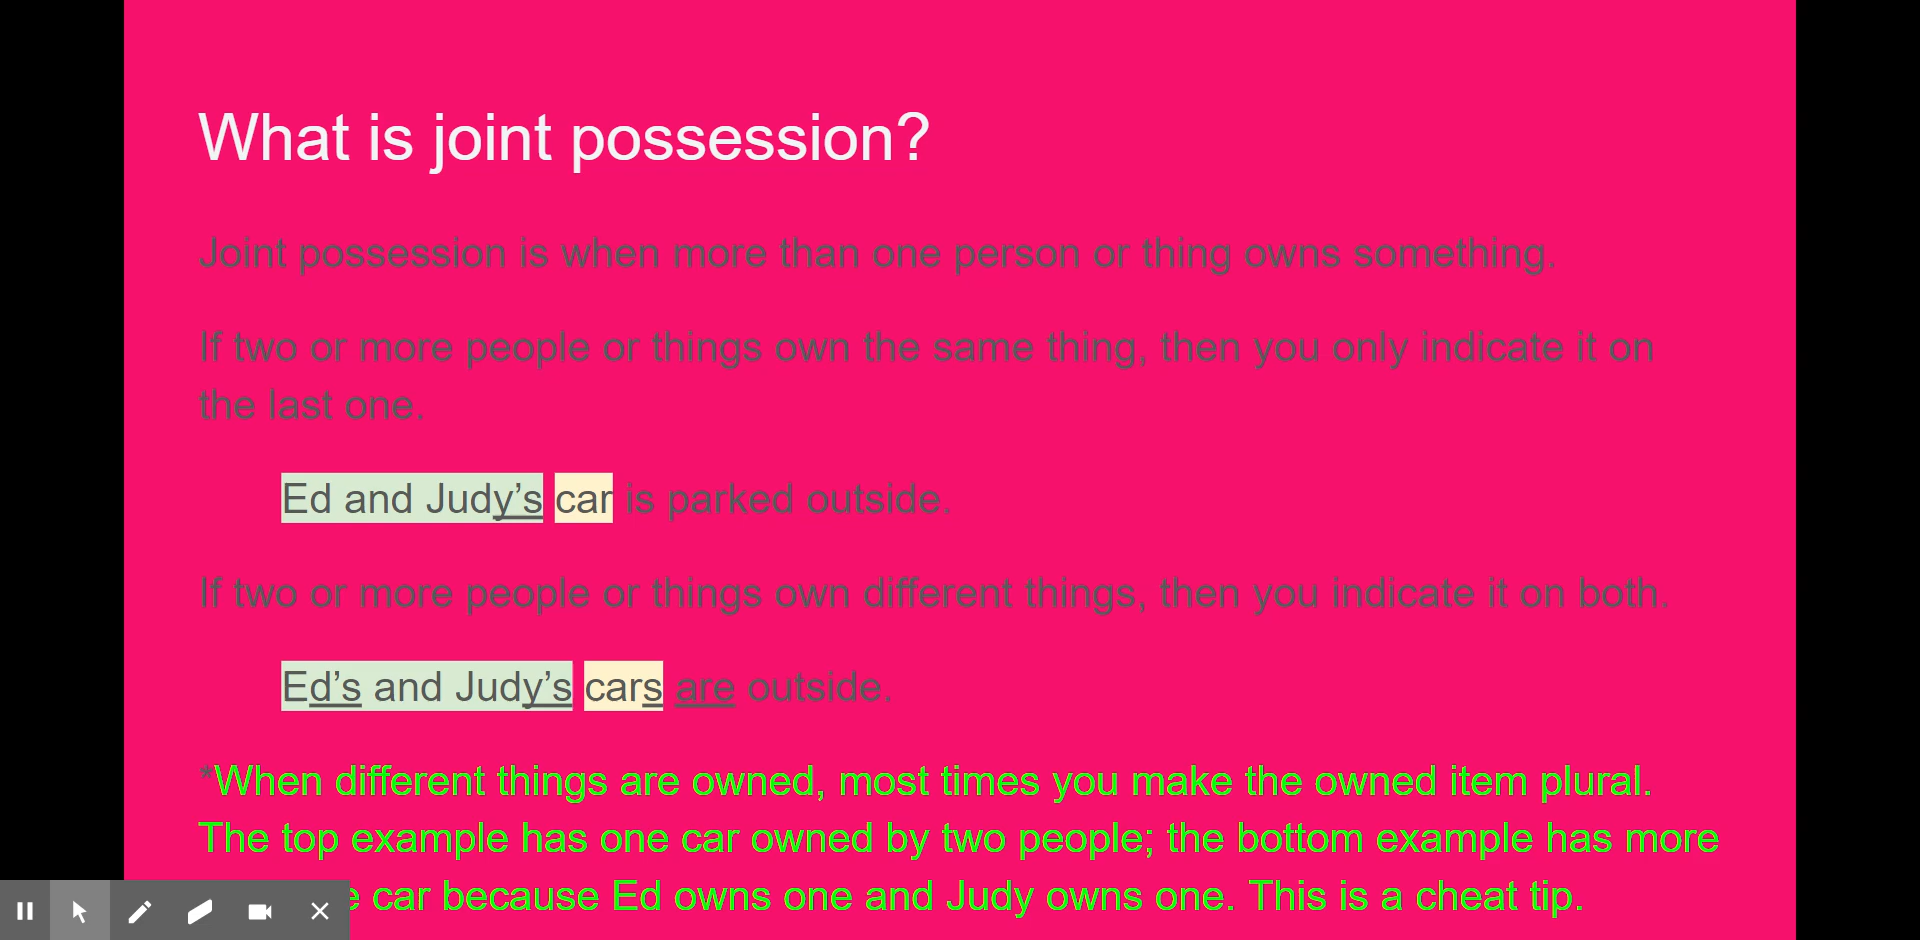 What is joint possession?
Joint possession is when more than one person or thing owns something.
If two or more people or things own the same thing, then you only indicate it on
the last one.
Ed and Judy’s car is parked outside.
If two or more people or things own different things, then you indicate it on both.
Ed’s and Judy’s cars are outside.
*When different things are owned, most times you make the owned item plural.
The top example has one car owned by two people; the bottom example has more
car because Ed owns one and Judy owns one. This is a cheat tip.